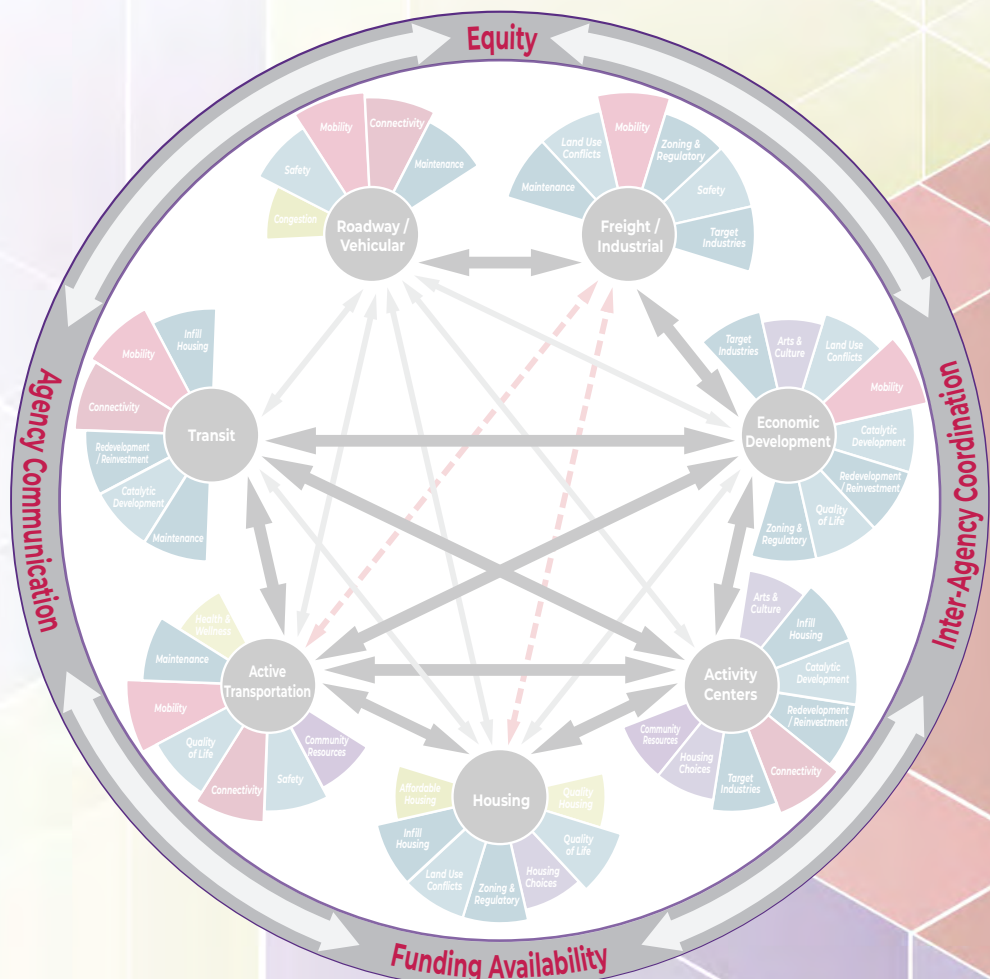 Equity
Agency Communication
Inter-Agency Coordination
Funding Availability
Roadway /
Vehicular
Congestion
Safety
Mobility
Connectivity
Maintenance
Freight /
Industrial
Maintenance
Land Use
Conflicts
Mobility
Zoning &
Regulatory
Safety
Target
Industries
Transit
Infill
Housing
Mobility
Connectivity
Redevelopment
/Reinvestment
Catalytic
Development
Maintenance
Economic
Development
Target
Industries
Arts &
Culture
Land Use
Conflicts
Mobility
Catalytic
Development
Redevelopment
/Reinvestment
Quality
of Life
Zoning &
Regulatory
Active
Transportation
Health &
Wellness
Maintenance
Mobility
Quality
of Life
Connectivity
Safety
Community
Resources
Activity
Centers
Arts &
Culture
Infill
Housing
Catalytic
Development
Redevelopment
/Reinvestment
Connectivity
Target
Industries
Housing
Choices
Community
Resources
Housing
Affordable
Housing
Infill
Housing
Land Use
Conflicts
Zoning &
Regulatory
Housing
Choices
Quality
of Life
Quality
Housing